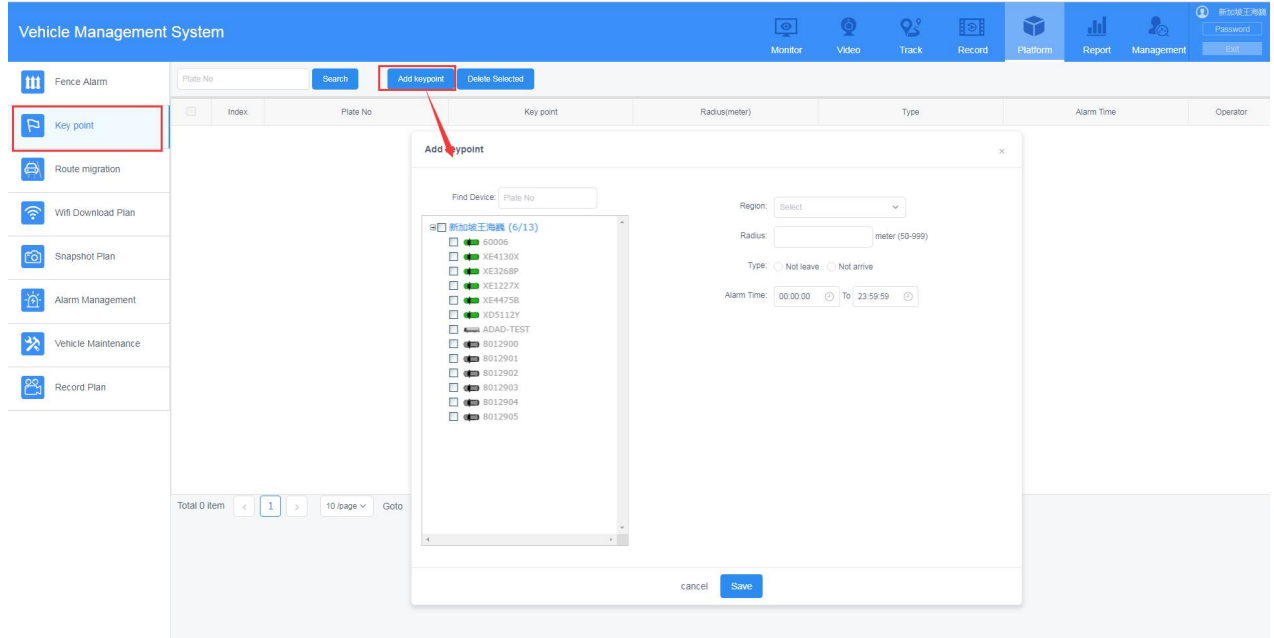 Vehicle Management System
Monitor
Video
Track
Record
Platform
Report
Management
新加坡王海巍
Password
Exit
Fence Alarm
Key point
Route migration
Wifi Download Plan
Snapshot Plan
Alarm Management
Vehicle Maintenance
Record Plan
Plate No
Search
Add keypoint
Delete Selected
Index
Plate No
Key point
Radius(meter)
Type
Alarm Time
Operator
Add keypoint
×
Find Device: Plate No
新加坡王海巍 (6/13)
60006
XE4130X
XE3268P
XE1227X
XE4475B
XD5112Y
ADAD-TEST
8012900
8012901
8012902
8012903
8012904
8012905
Region: Select
Radius: meter (50-999)
Type: Not leave Not arrive
Alarm Time: 00:00:00 To 23:59:59
cancel
Save
Total 0 item < 1 > 10 /page Goto